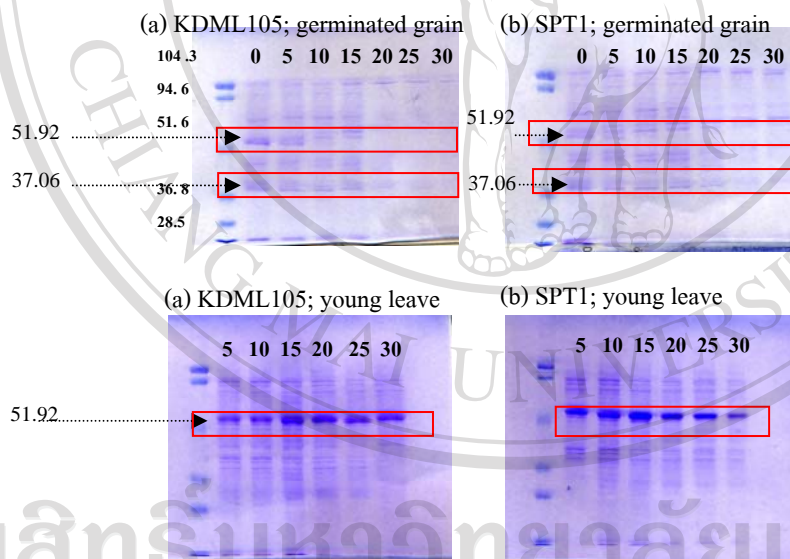 (a) KDML105; germinated grain
(b) SPT1; germinated grain
104 .3
0 5 10 15 20 25 30
0 5 10 15 20 25 30
94. 6
51.6
51.92
51.92
37.06
36.8
37.06
28.5
CHIANG MAI UNIVERSI
(a) KDML105; young leave
(b) SPT1; young leave
5 10 15 20 25 30
5 10 15 20 25 30
51.92